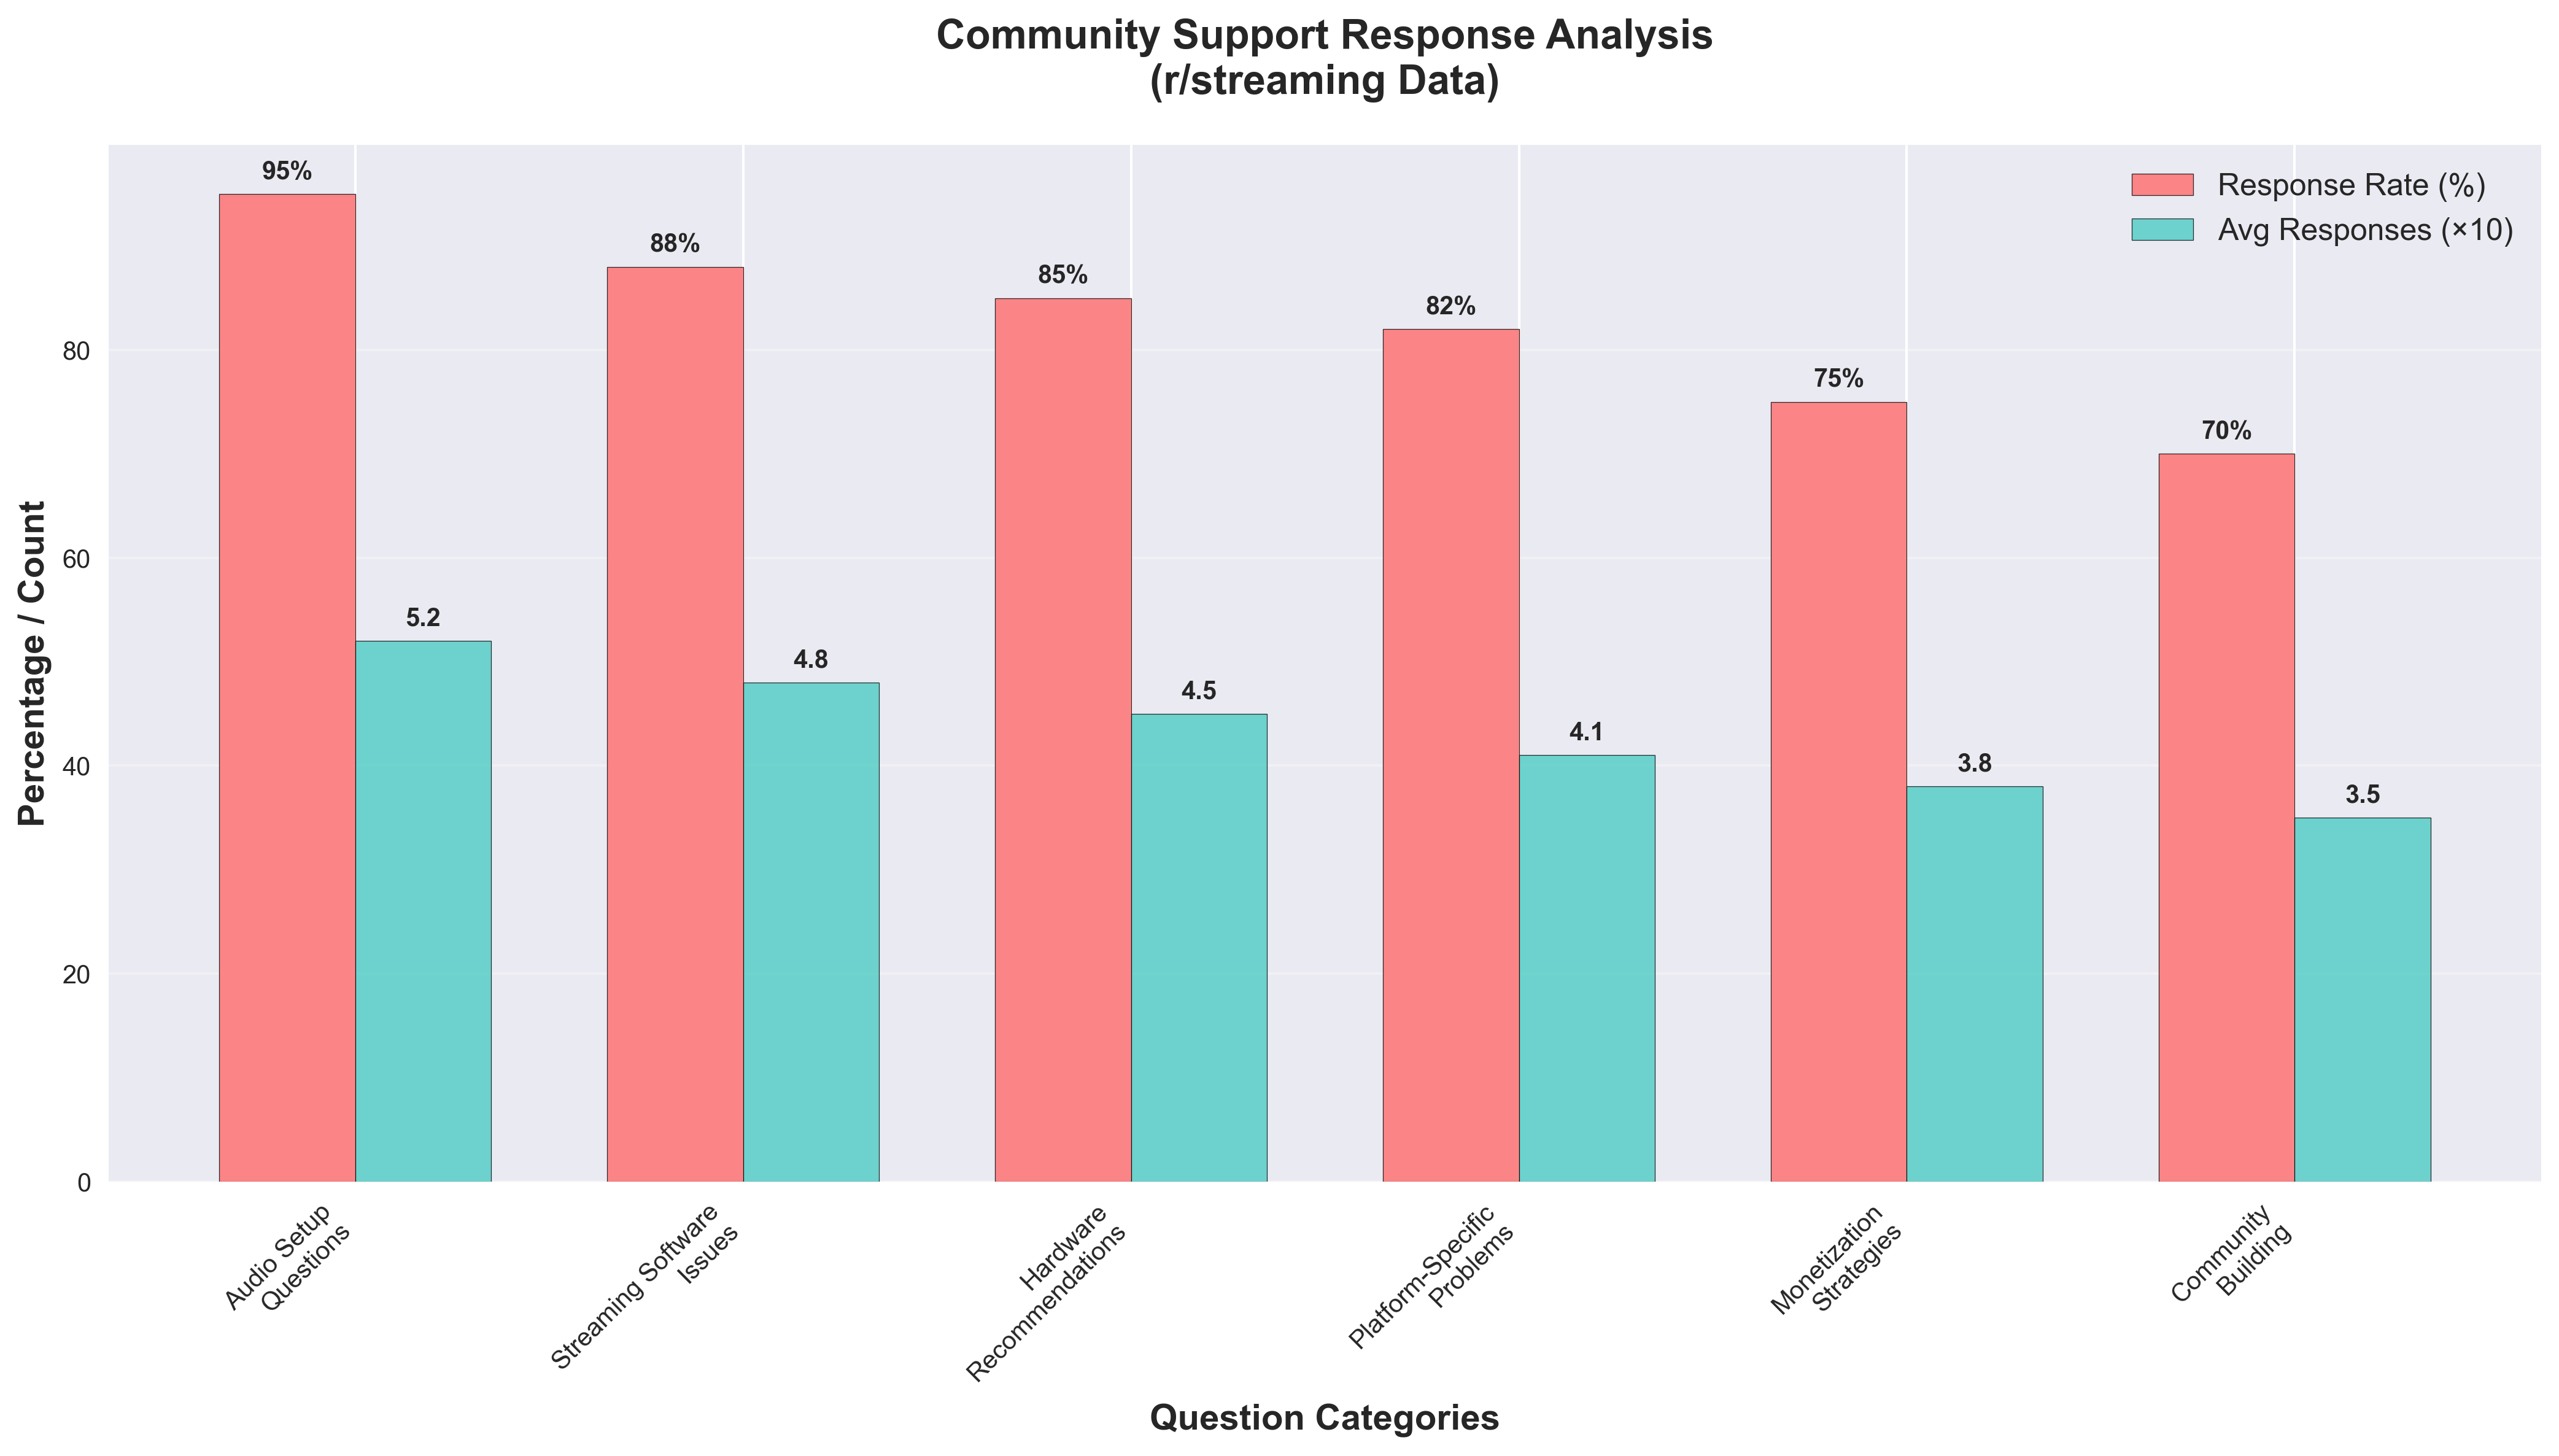 Community Support Response Analysis
(r/streaming Data)
Response Rate (%)
Avg Responses (×10)
95%
88%
85%
82%
75%
70%
5.2
4.8
4.5
4.1
3.8
3.5
Percentage / Count
80
60
40
20
0
Audio Setup
Questions
Streaming Software
Issues
Hardware
Recommendations
Platform-Specific
Problems
Monetization
Strategies
Community
Building
Question Categories